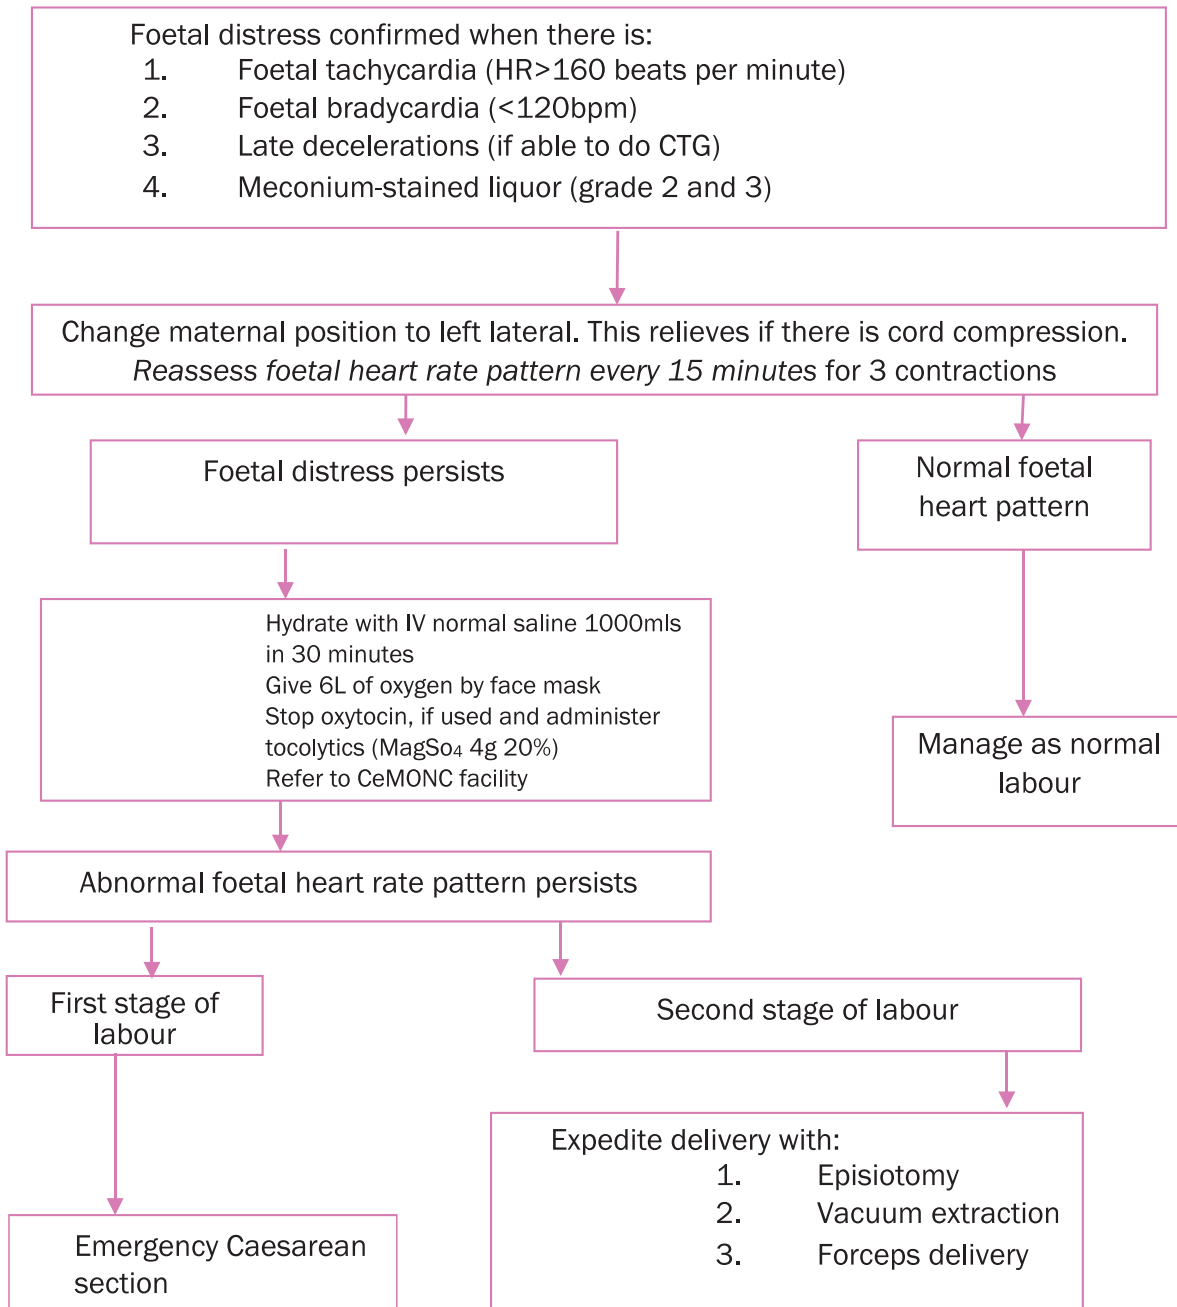 Foetal distress confirmed when there is:
1. Foetal tachycardia (HR>160 beats per minute)
2. Foetal bradycardia (<120bpm)
3. Late decelerations (if able to do CTG)
4. Meconium-stained liquor (grade 2 and 3)
Change maternal position to left lateral. This relieves if there is cord compression.
Reassess foetal heart rate pattern every 15 minutes for 3 contractions
Foetal distress persists
Normal foetal
heart pattern
Hydrate with IV normal saline 1000mls
in 30 minutes
Give 6L of oxygen by face mask
Stop oxytocin, if used and administer
tocolytics (MagSo₄ 4g 20%)
Refer to CeMONC facility
Manage as normal
labour
Abnormal foetal heart rate pattern persists
First stage of
labour
Second stage of labour
Expedite delivery with:
1. Episiotomy
2. Vacuum extraction
3. Forceps delivery
Emergency Caesarean
section